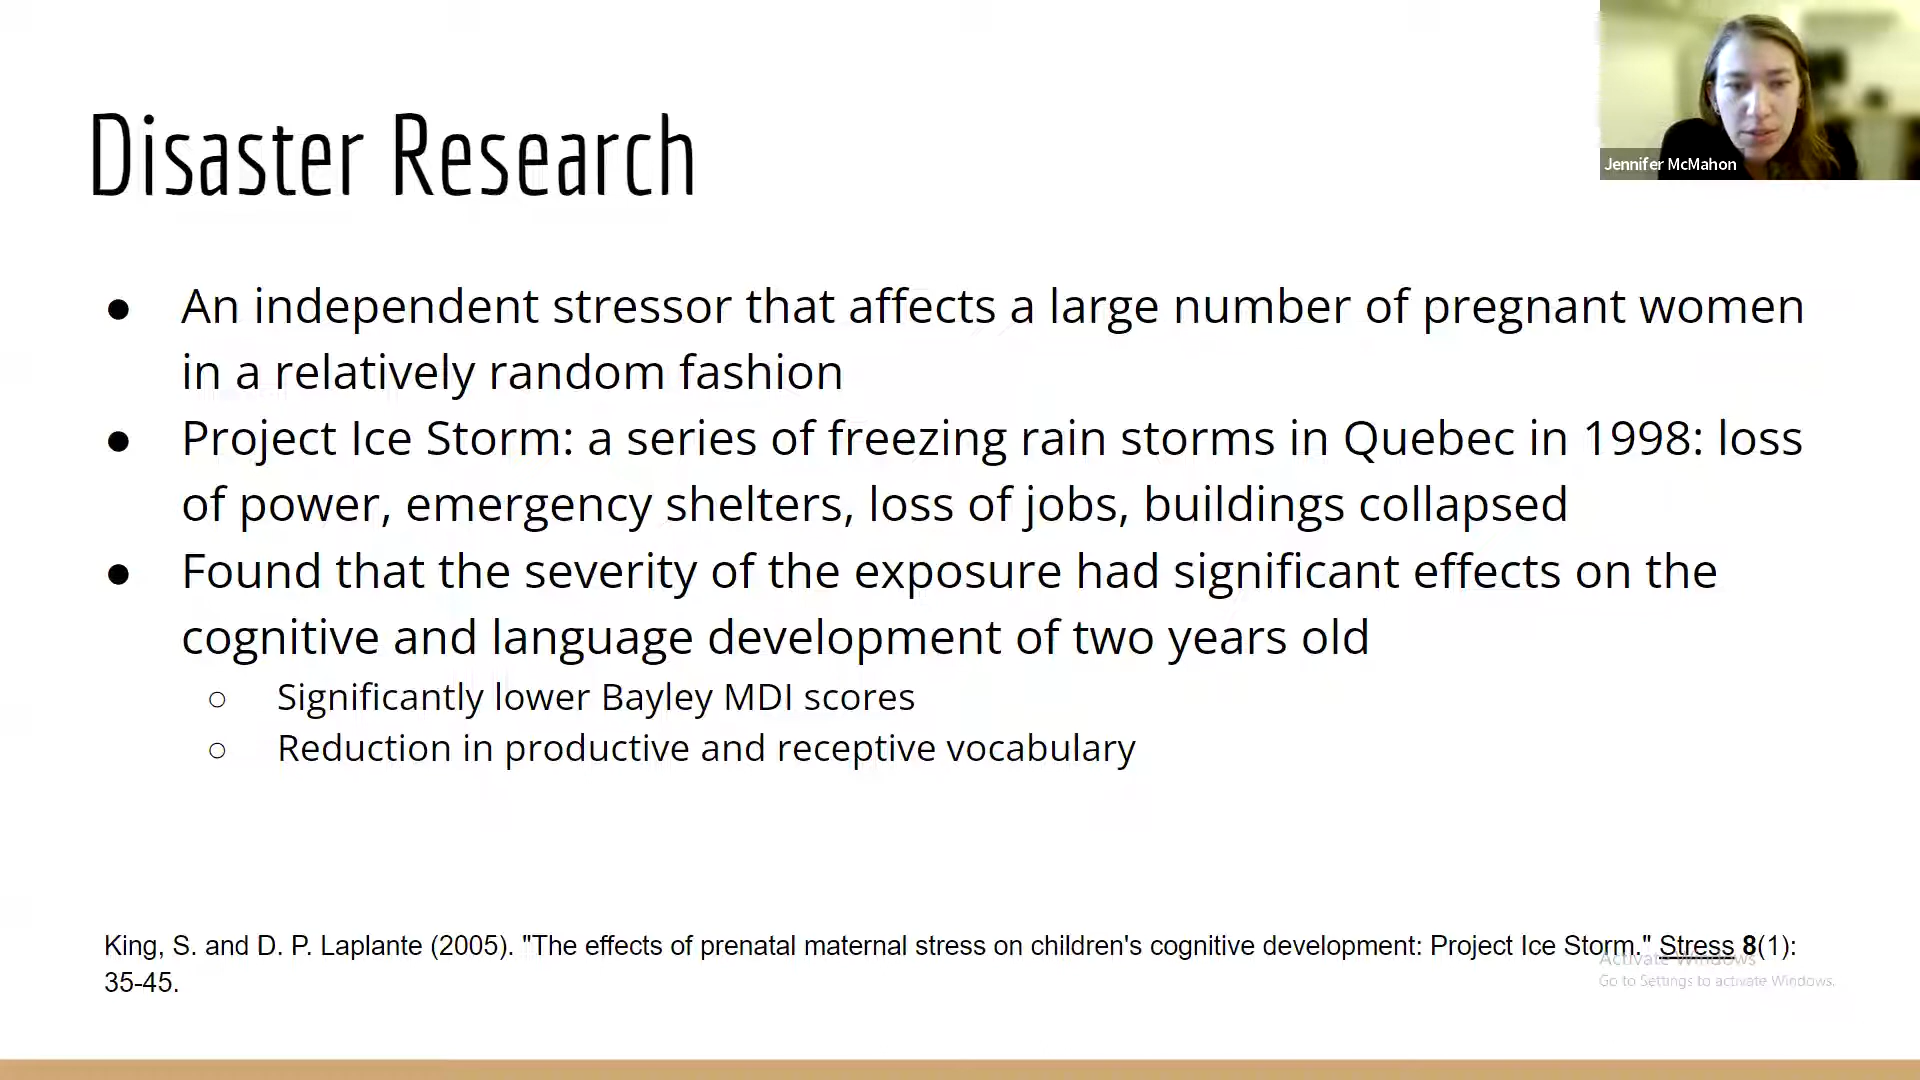 Disaster Research
Jennifer McMahon
● An independent stressor that affects a large number of pregnant women
in a relatively random fashion
● Project Ice Storm: a series of freezing rain storms in Quebec in 1998: loss
of power, emergency shelters, loss of jobs, buildings collapsed
● Found that the severity of the exposure had significant effects on the
cognitive and language development of two years old
○ Significantly lower Bayley MDI scores
○ Reduction in productive and receptive vocabulary
King, S. and D. P. Laplante (2005). "The effects of prenatal maternal stress on children's cognitive development: Project Ice Storm." Stress 8(1):
35-45.
Activate Windows
Go to Settings to activate Windows.